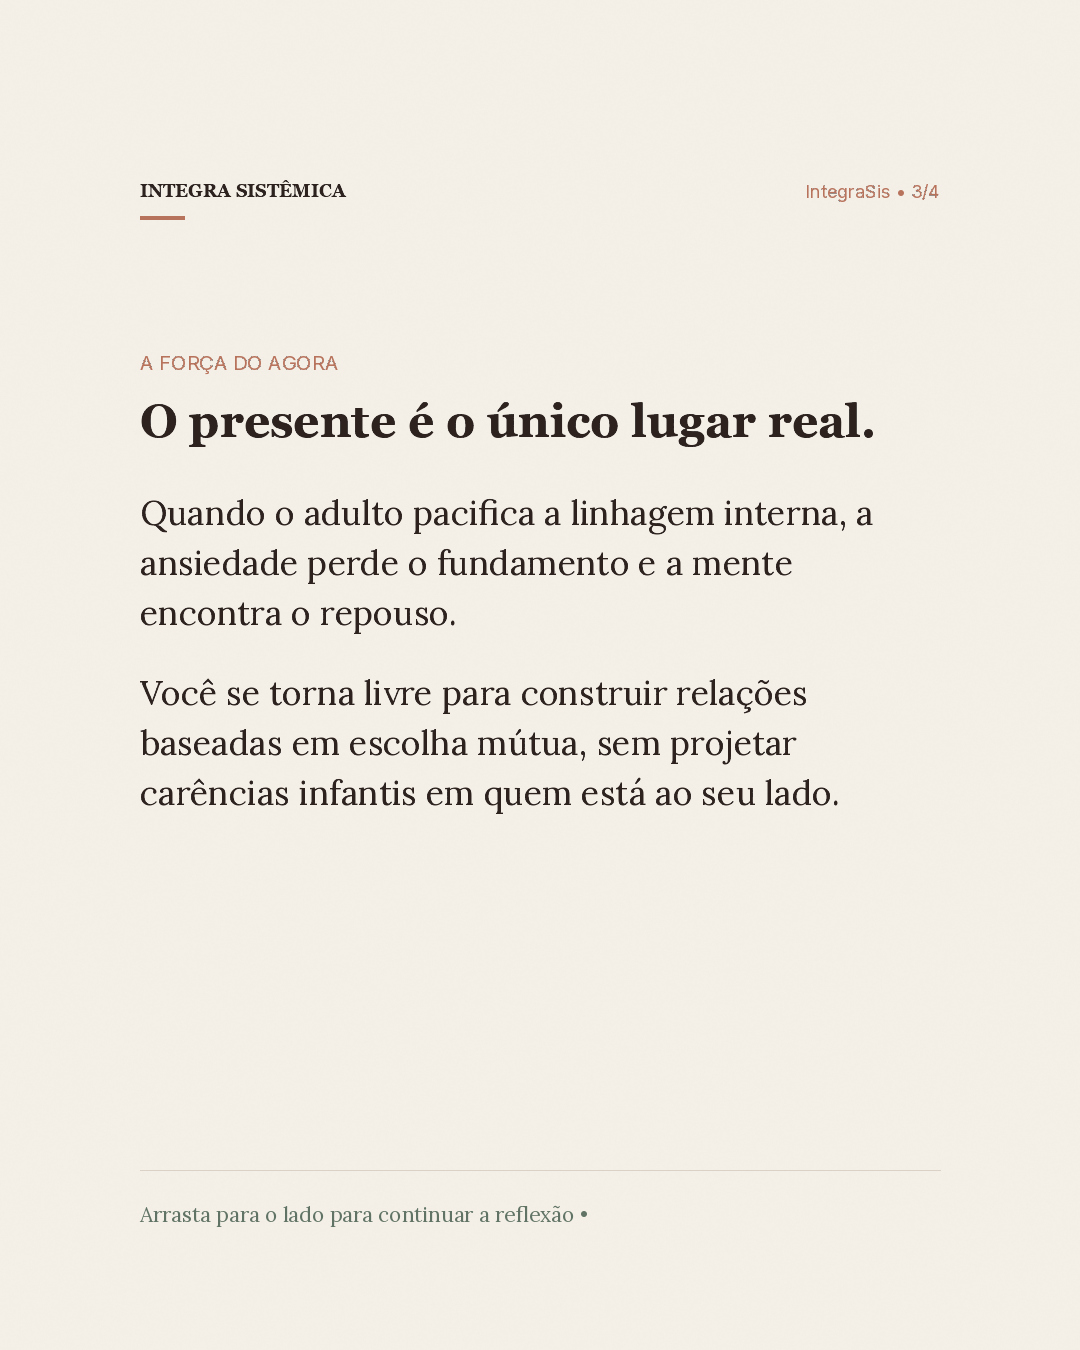 INTEGRA SISTÊMICA
IntegraSis • 3/4
A FORÇA DO AGORA
O presente é o único lugar real.
Quando o adulto pacifica a linhagem interna, a
ansiedade perde o fundamento e a mente
encontra o repouso.
Você se torna livre para construir relações
baseadas em escolha mútua, sem projetar
carências infantis em quem está ao seu lado.
Arrasta para o lado para continuar a reflexão •